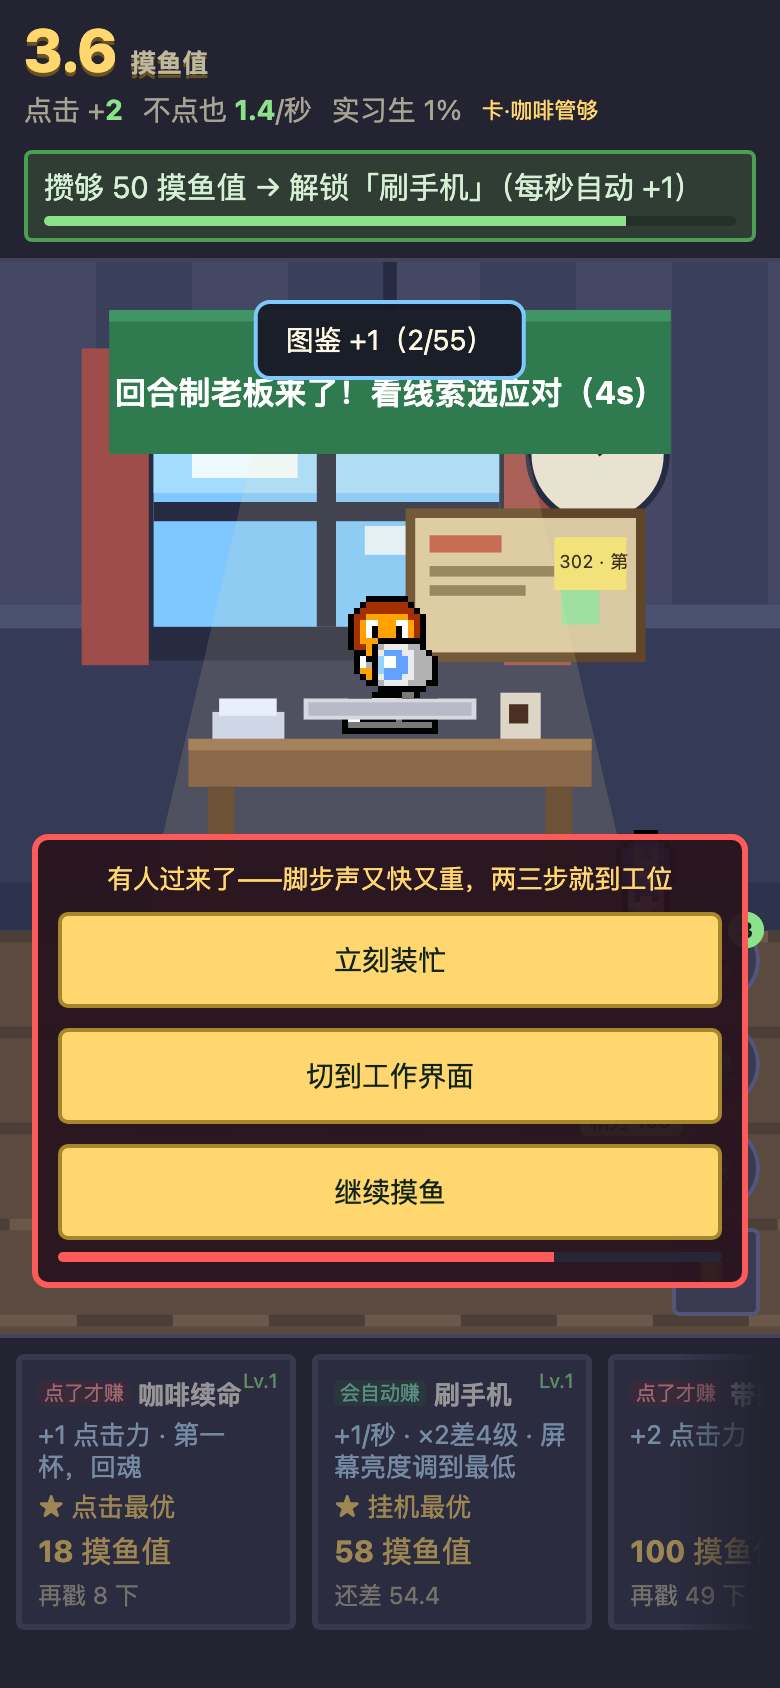 3.6 摸鱼值
点击 +2 不点也 1.4/秒 实习生 1% 卡·咖啡管够
攒够 50 摸鱼值 → 解锁「刷手机」（每秒自动 +1）
图鉴 +1（2/55）
回合制老板来了！看线索选应对（4s）
302 · 第
有人过来了——脚步声又快又重，两三步就到工位
立刻装忙
切到工作界面
继续摸鱼
点了才赚 咖啡续命 Lv.1
+1 点击力 · 第一
杯，回魂
★ 点击最优
18 摸鱼值
再戳 8 下
会自动赚 刷手机 Lv.1
+1/秒 · ×2差4级 · 屏
幕亮度调到最低
★ 挂机最优
58 摸鱼值
还差 54.4
点了才赚 带
+2 点击力
100 摸鱼
再戳 49 下